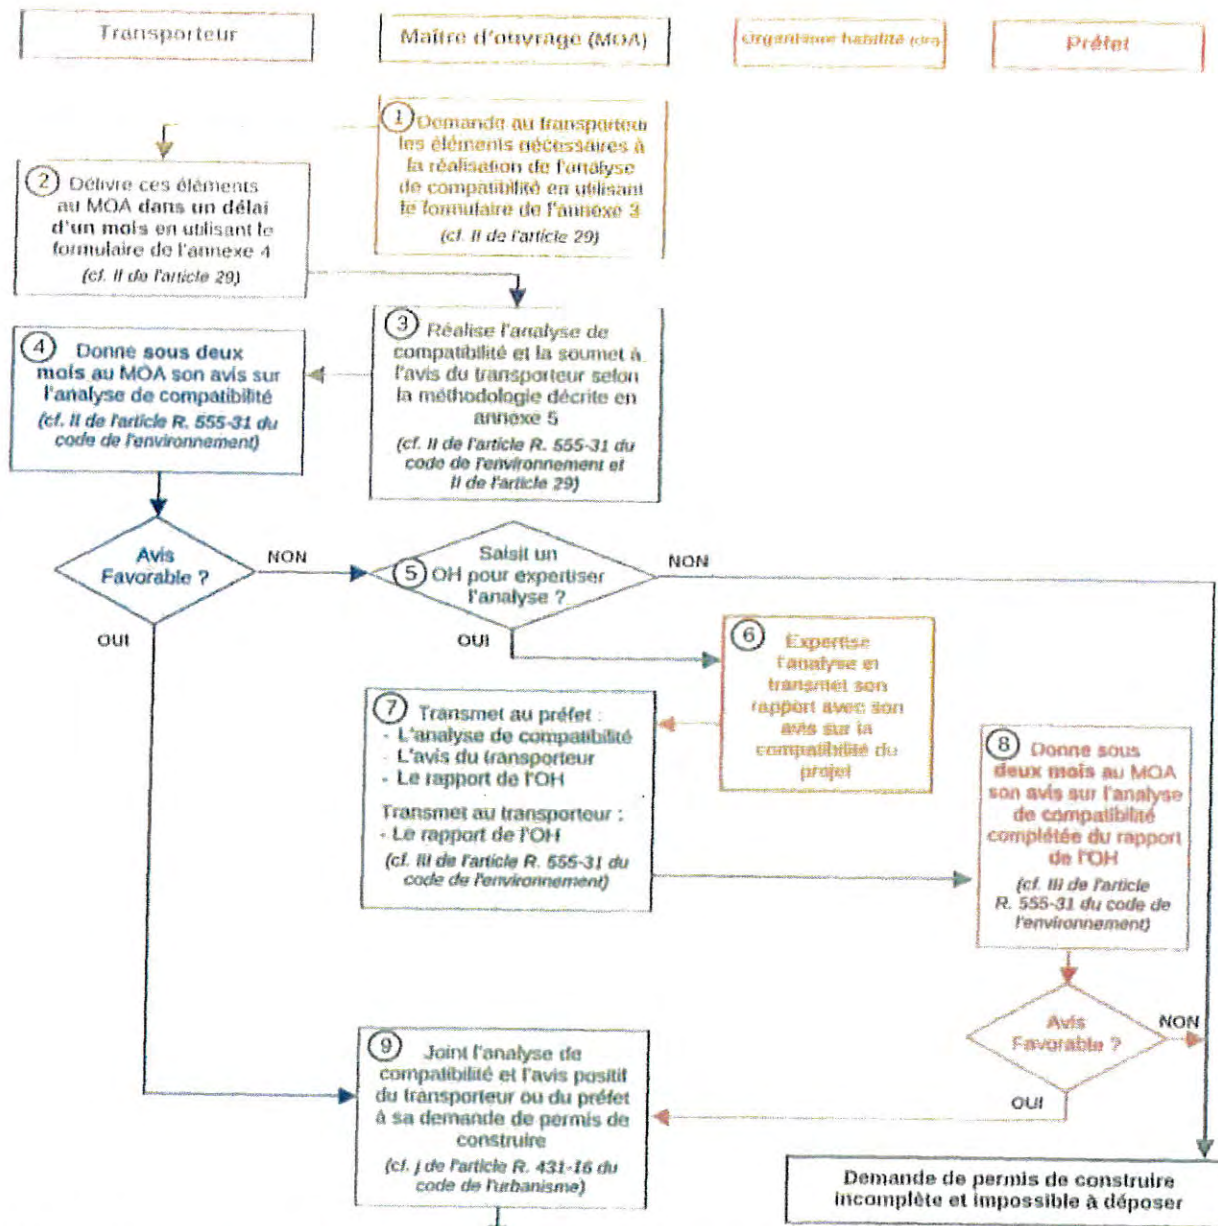 Transporteur
Maître d'ouvrage (MOA)
Organisme habilité (OH)
Préfet
1 Demande au transporteur
les éléments nécessaires à
la réalisation de l'analyse
de compatibilité en utilisant
le formulaire de l'annexe 3
(cf. II de l'article 29)
2 Délivre ces éléments
au MOA dans un délai
d'un mois en utilisant le
formulaire de l'annexe 4
(cf. II de l'article 29)
3 Réalise l'analyse de
compatibilité et la soumet à
l'avis du transporteur selon
la méthodologie décrite en
annexe 5
(cf. II de l'article R. 555-31 du
code de l'environnement et
II de l'article 29)
4 Donne sous deux
mois au MOA son avis sur
l'analyse de compatibilité
(cf. II de l'article R. 555-31 du
code de l'environnement)
Avis
Favorable ?
NON
OUI
Saisit un
5 OH pour expertiser
l'analyse ?
NON
OUI
6 Expertise
l'analyse et
transmet son
rapport avec son
avis sur la
compatibilité du
projet
7 Transmet au préfet :
- L'analyse de compatibilité
- L'avis du transporteur
- Le rapport de l'OH
Transmet au transporteur :
- Le rapport de l'OH
(cf. III de l'article R. 555-31 du
code de l'environnement)
8 Donne sous
deux mois au MOA
son avis sur l'analyse
de compatibilité
complétée du rapport
de l'OH
(cf. III de l'article
R. 555-31 du code de
l'environnement)
Avis
Favorable ?
NON
OUI
9 Joint l'analyse de
compatibilité et l'avis positif
du transporteur ou du préfet
à sa demande de permis de
construire
(cf. j de l'article R. 431-16 du
code de l'urbanisme)
Demande de permis de construire
incomplète et impossible à déposer